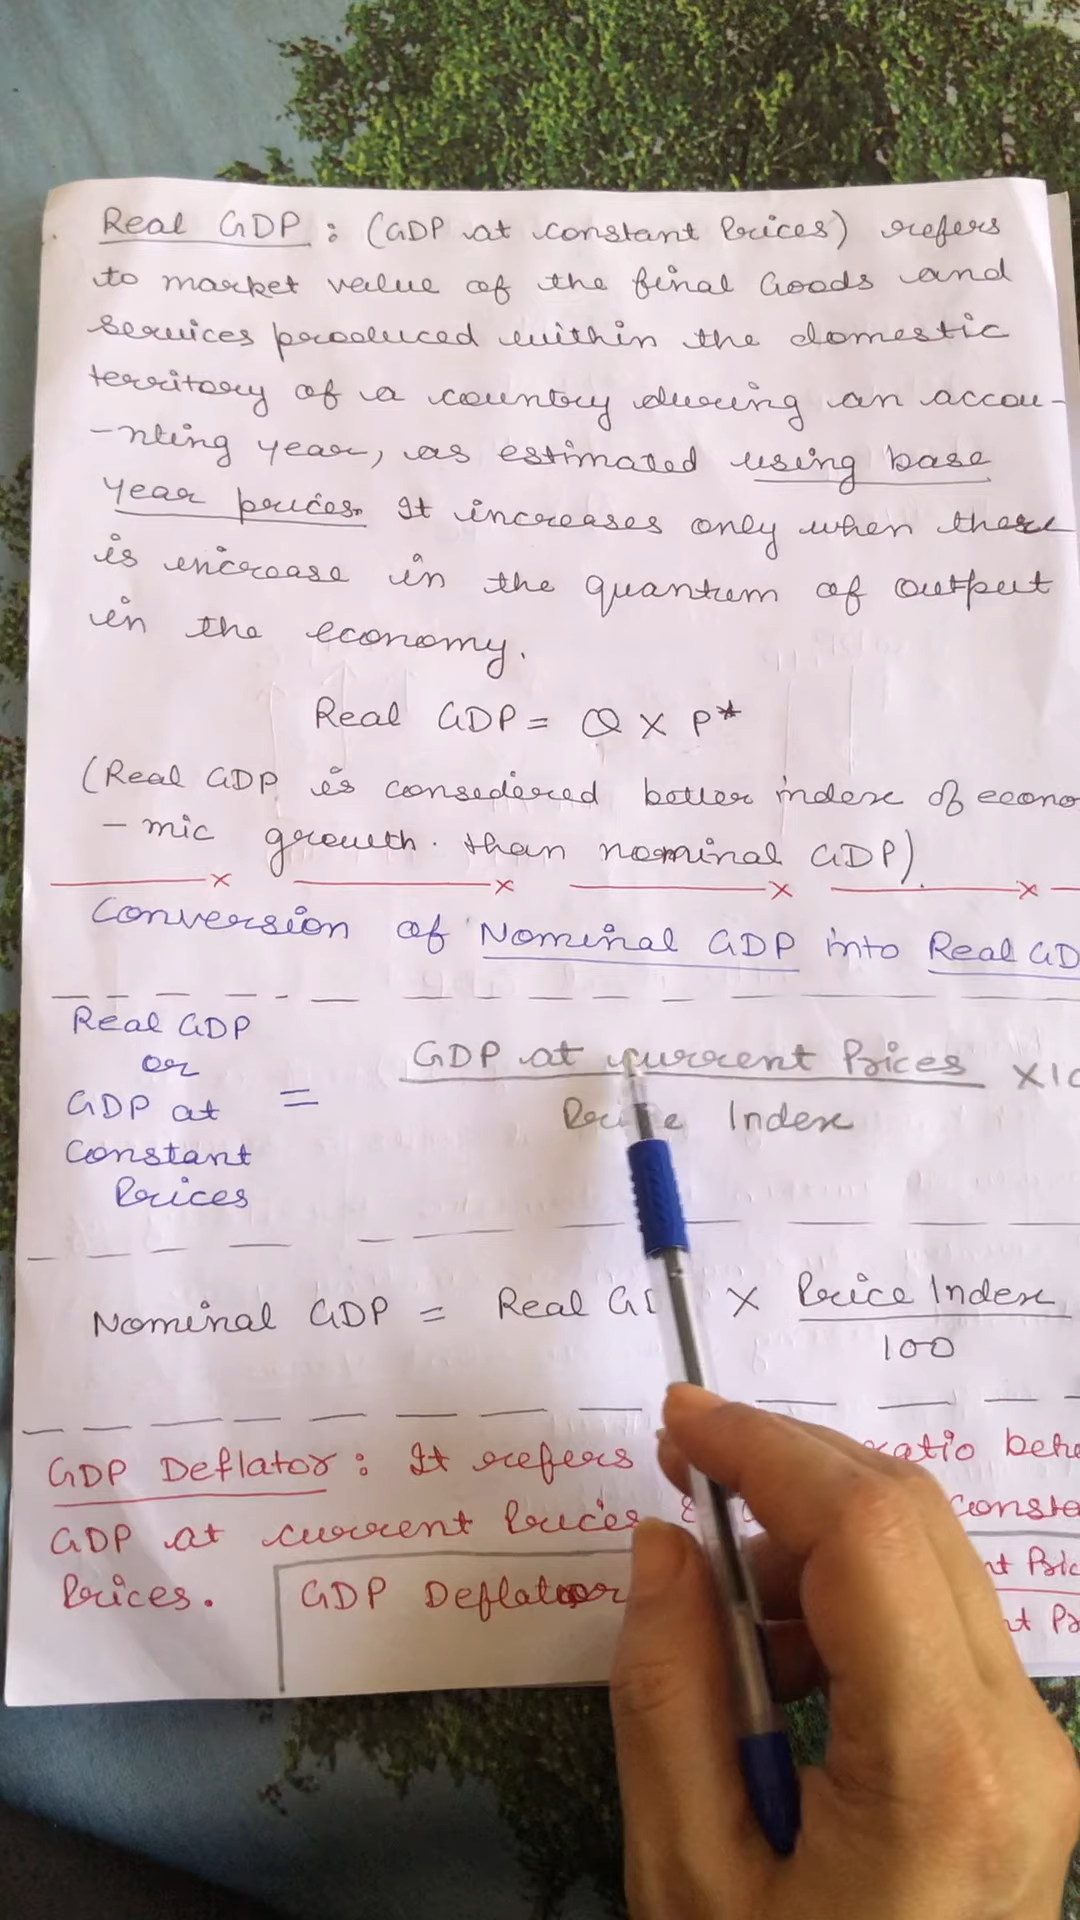 Real GDP : (GDP at constant Prices) refers
to market value of the final Goods and
services produced within the domestic
territory of a country during an accou-
-nting year, as estimated using base
year prices. It increases only when there
is increase in the quantum of output
in the economy.
Real GDP = Q X P*
(Real GDP is considered better index of econo
-mic growth. than nominal GDP).
Conversion of Nominal GDP into Real GD
Real GDP
or
GDP at
Constant
Prices
=
GDP at current Prices
X10
Index
Nominal GDP = Real GD X Price Index
100
GDP Deflator : It refers ratio betw
GDP at current Prices & Consta
Prices. GDP Deflator